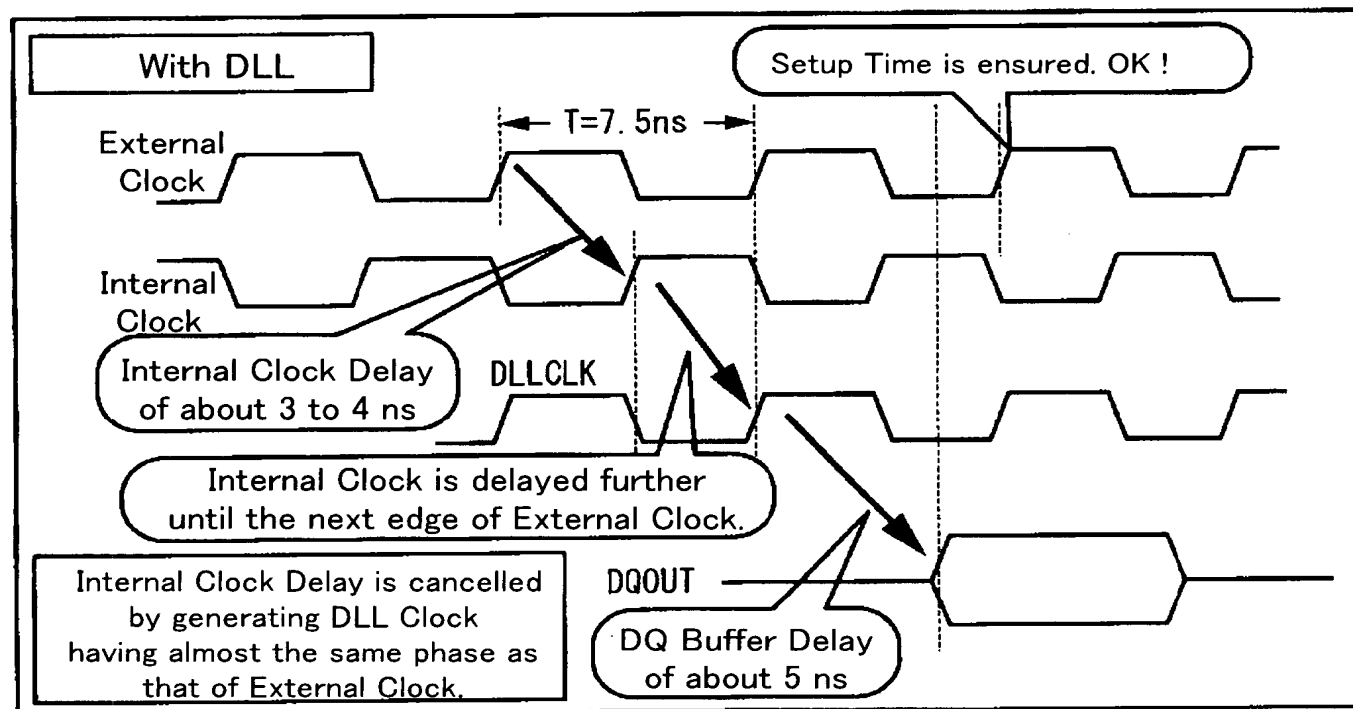 With DLL
Setup Time is ensured. OK !
T=7.5ns
External
Clock
Internal
Clock
Internal Clock Delay
of about 3 to 4 ns
DLLCLK
Internal Clock is delayed further
until the next edge of External Clock.
Internal Clock Delay is cancelled
by generating DLL Clock
having almost the same phase as
that of External Clock.
DQOUT
DQ Buffer Delay
of about 5 ns